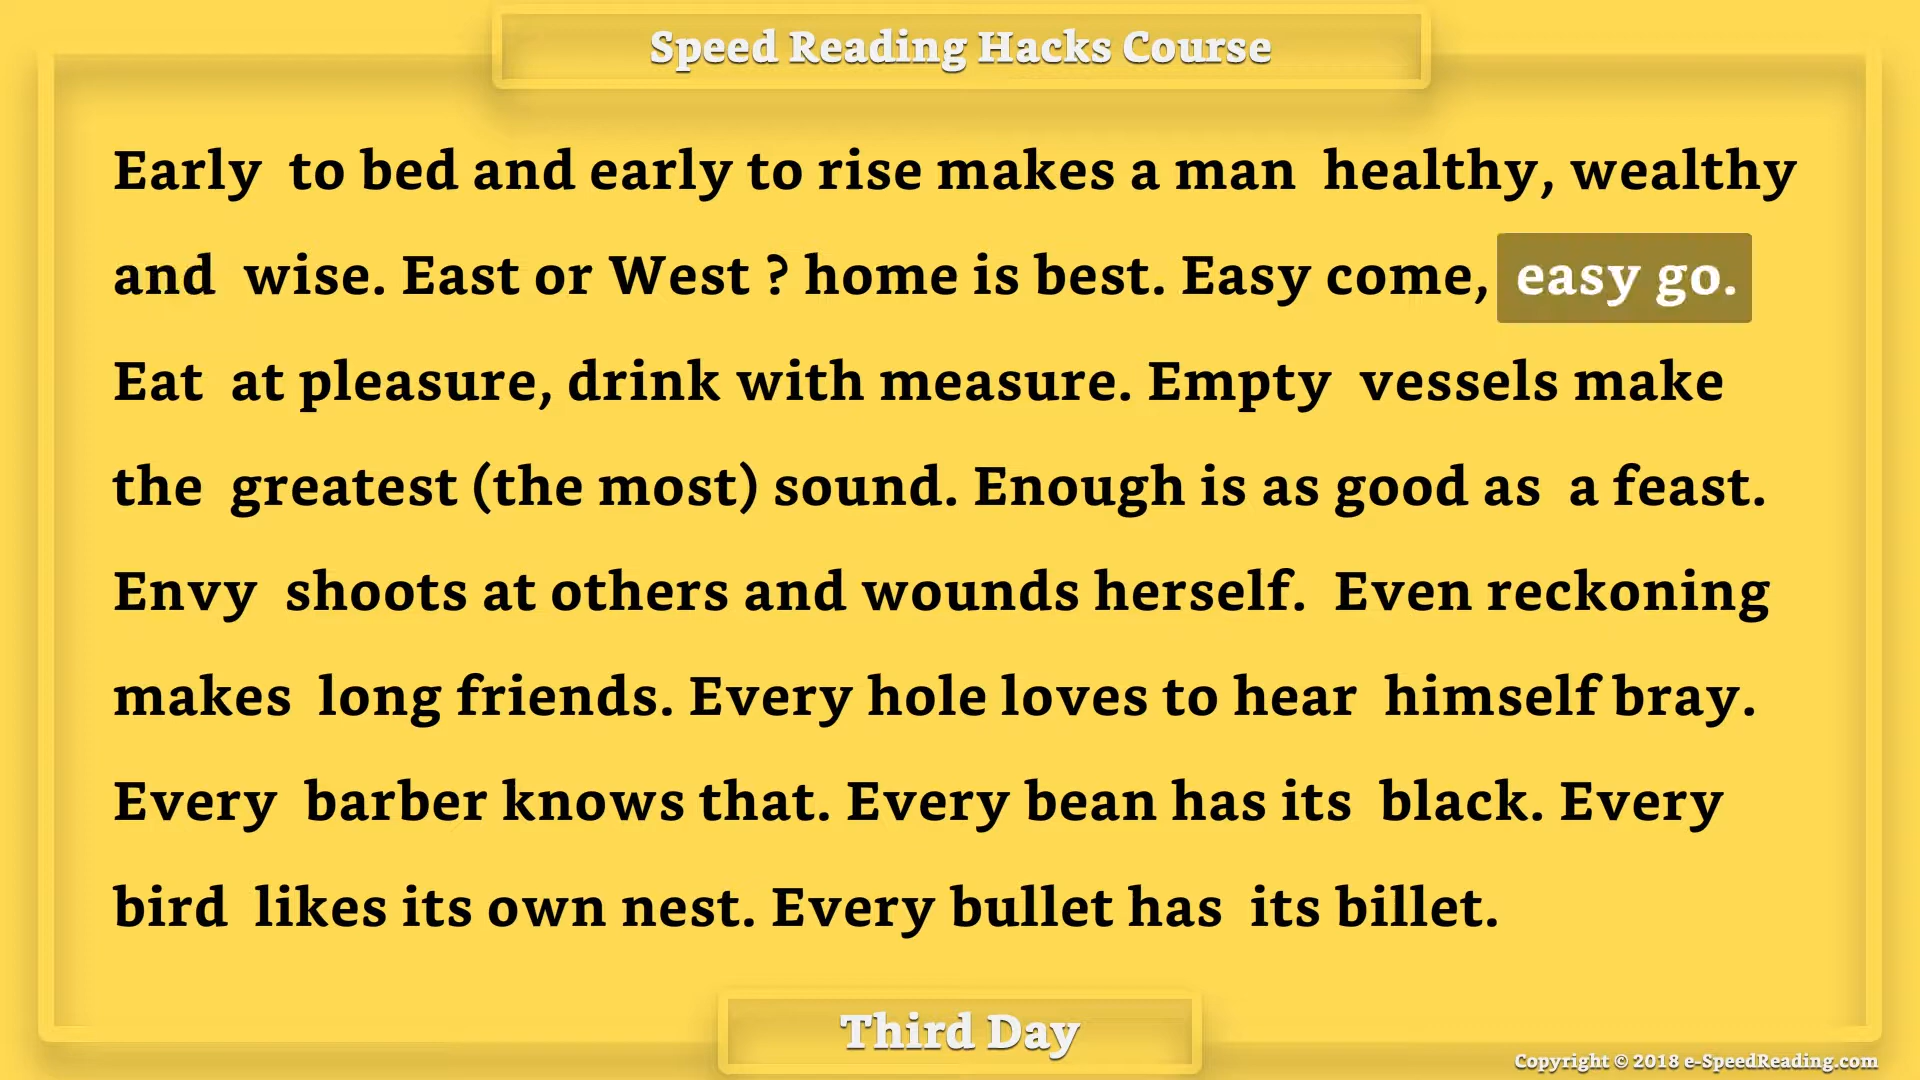 Speed Reading Hacks Course
Early to bed and early to rise makes a man healthy, wealthy
and wise. East or West ? home is best. Easy come, easy go.
Eat at pleasure, drink with measure. Empty vessels make
the greatest (the most) sound. Enough is as good as a feast.
Envy shoots at others and wounds herself. Even reckoning
makes long friends. Every hole loves to hear himself bray.
Every barber knows that. Every bean has its black. Every
bird likes its own nest. Every bullet has its billet.
Third Day
Copyright © 2018 e-SpeedReading.com